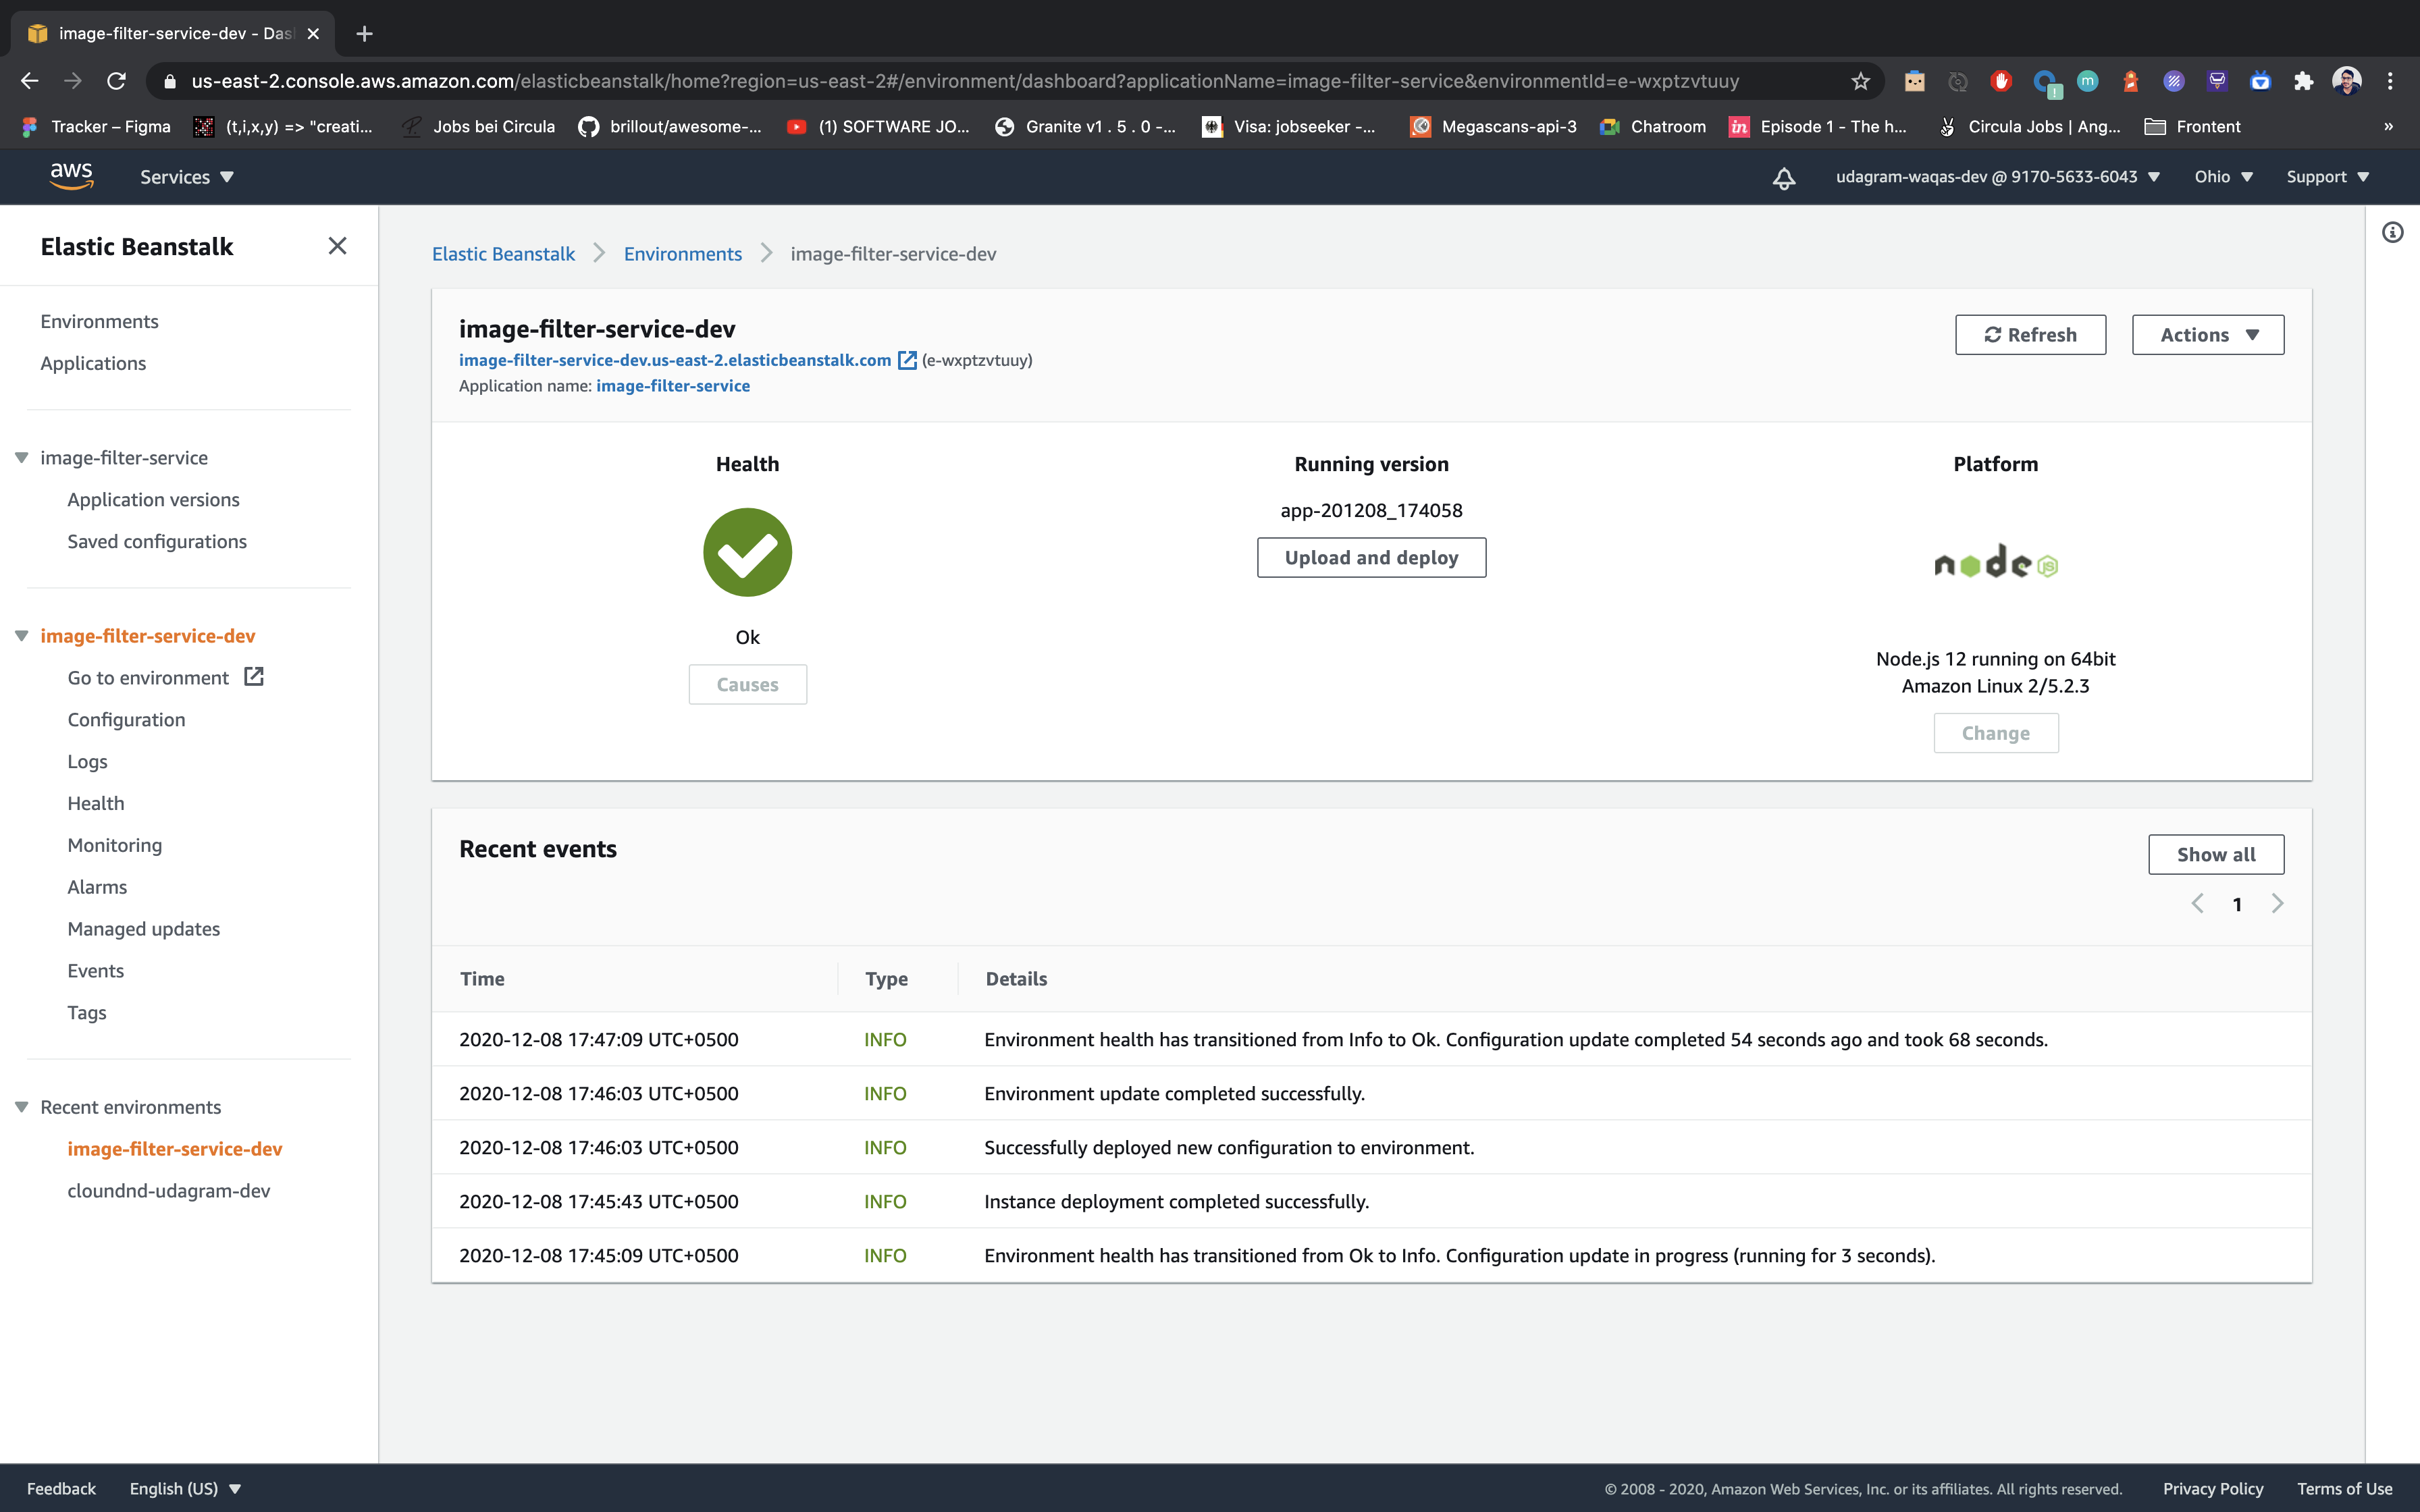 image-filter-service-dev - Das
us-east-2.console.aws.amazon.com/elasticbeanstalk/home?region=us-east-2#/environment/dashboard?applicationName=image-filter-service&environmentId=e-wxptzvtuuy
Tracker – Figma
(t,i,x,y) => "creati...
Jobs bei Circula
brillout/awesome-...
(1) SOFTWARE JO...
Granite v1 . 5 . 0 -...
Visa: jobseeker -...
Megascans-api-3
Chatroom
in
Episode 1 - The h...
Circula Jobs | Ang...
Frontent
»
aws
Services
udagram-waqas-dev @ 9170-5633-6043
Ohio
Support
Elastic Beanstalk
Environments
Applications
image-filter-service
Application versions
Saved configurations
image-filter-service-dev
Go to environment
Configuration
Logs
Health
Monitoring
Alarms
Managed updates
Events
Tags
Recent environments
image-filter-service-dev
cloundnd-udagram-dev
Elastic Beanstalk
Environments
image-filter-service-dev
image-filter-service-dev
image-filter-service-dev.us-east-2.elasticbeanstalk.com (e-wxptzvtuuy)
Application name: image-filter-service
Refresh
Actions
Health
Ok
Causes
Running version
app-201208_174058
Upload and deploy
Platform
node JS
Node.js 12 running on 64bit
Amazon Linux 2/5.2.3
Change
Recent events
Show all
1
Time Type Details
2020-12-08 17:47:09 UTC+0500 INFO Environment health has transitioned from Info to Ok. Configuration update completed 54 seconds ago and took 68 seconds.
2020-12-08 17:46:03 UTC+0500 INFO Environment update completed successfully.
2020-12-08 17:46:03 UTC+0500 INFO Successfully deployed new configuration to environment.
2020-12-08 17:45:43 UTC+0500 INFO Instance deployment completed successfully.
2020-12-08 17:45:09 UTC+0500 INFO Environment health has transitioned from Ok to Info. Configuration update in progress (running for 3 seconds).
Feedback
English (US)
© 2008 - 2020, Amazon Web Services, Inc. or its affiliates. All rights reserved.
Privacy Policy
Terms of Use